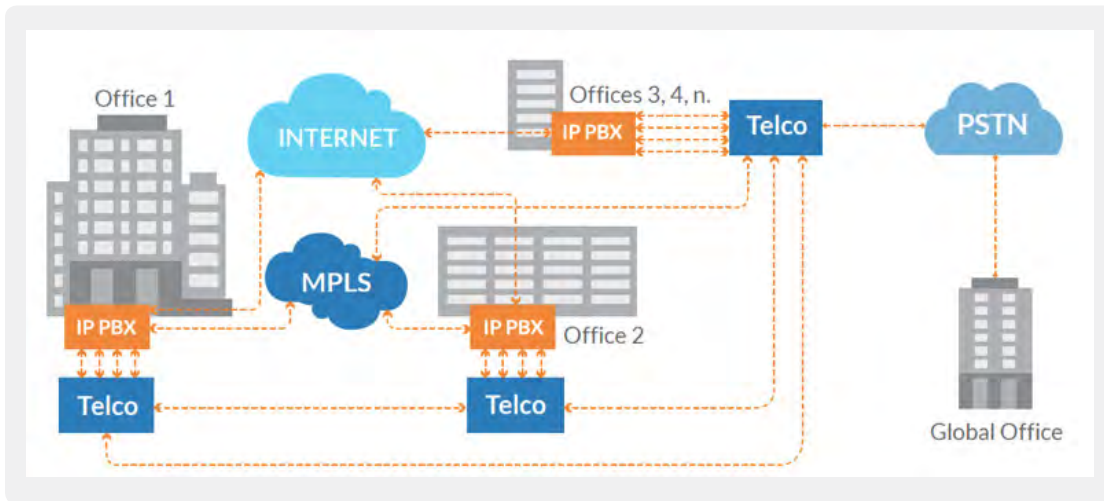 Office 1
INTERNET
Offices 3, 4, n.
IP PBX
Telco
PSTN
MPLS
IP PBX
IP PBX
Office 2
Telco
Telco
Global Office